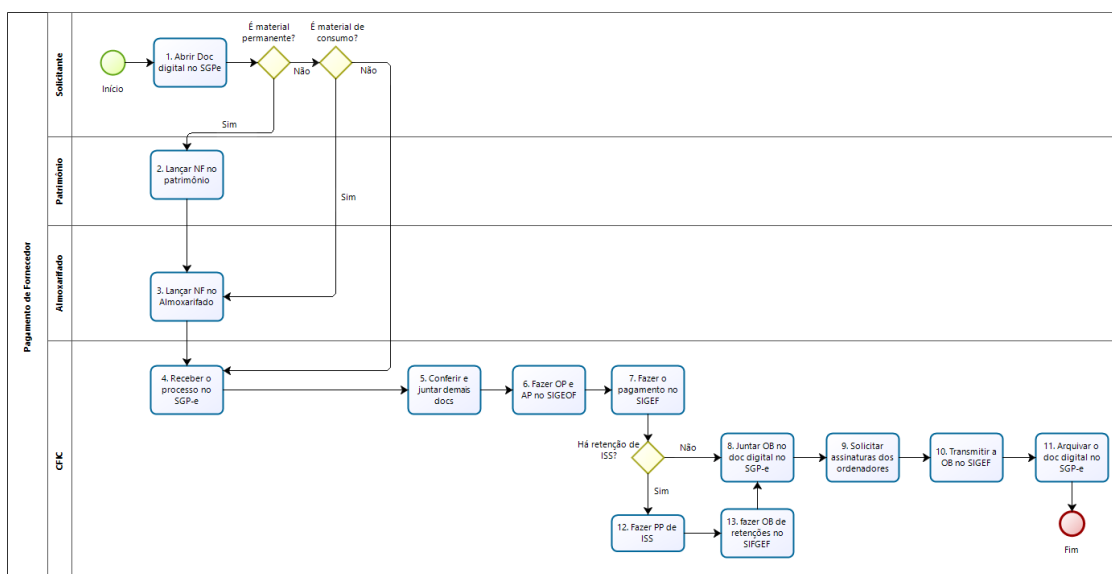 Pagamento de Fornecedor
Solicitante
Início
1. Abrir Doc
digital no SGPe
É material
permanente?
Não
É material de
consumo?
Não
Sim
Sim
Patrimônio
2. Lançar NF no
patrimônio
Almoxarifado
3. Lançar NF no
Almoxarifado
CFIC
4. Receber o
processo no
SGP-e
5. Conferir e
juntar demais
docs
6. Fazer OP e
AP no SIGEOF
7. Fazer o
pagamento no
SIGEF
Há retenção de
ISS?
Não
Sim
8. Juntar OB no
doc digital no
SGP-e
9. Solicitar
assinaturas dos
ordenadores
10. Transmitir
a OB no SIGEF
11. Arquivar o
doc digital no
SGP-e
12. Fazer PP de
ISS
13. fazer OB de
retenções no
SIFGEF
Fim